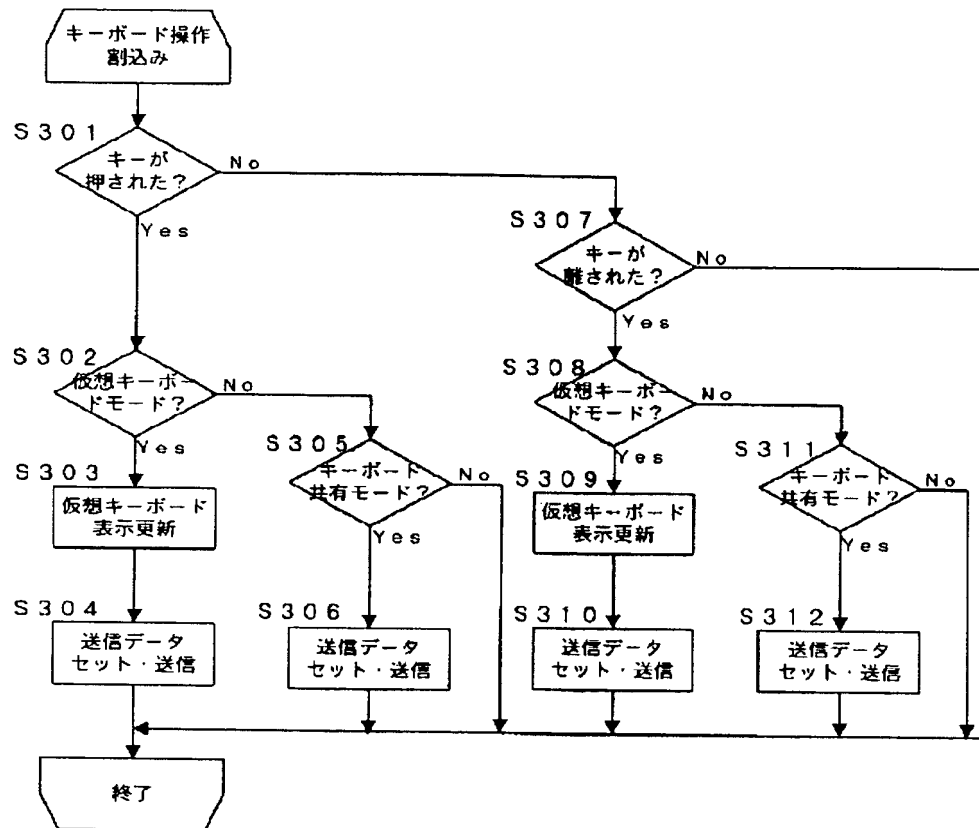 キーボード操作
割込み
S301
キーが
押された？
No
Yes
S302
仮想キーボー
ドモード？
No
Yes
S303
仮想キーボード
表示更新
S304
送信データ
セット・送信
S305
キーボード
共有モード？
No
Yes
S306
送信データ
セット・送信
S307
キーが
離された？
No
Yes
S308
仮想キーボー
ドモード？
No
Yes
S309
仮想キーボード
表示更新
S310
送信データ
セット・送信
S311
キーボード
共有モード？
No
Yes
S312
送信データ
セット・送信
終了